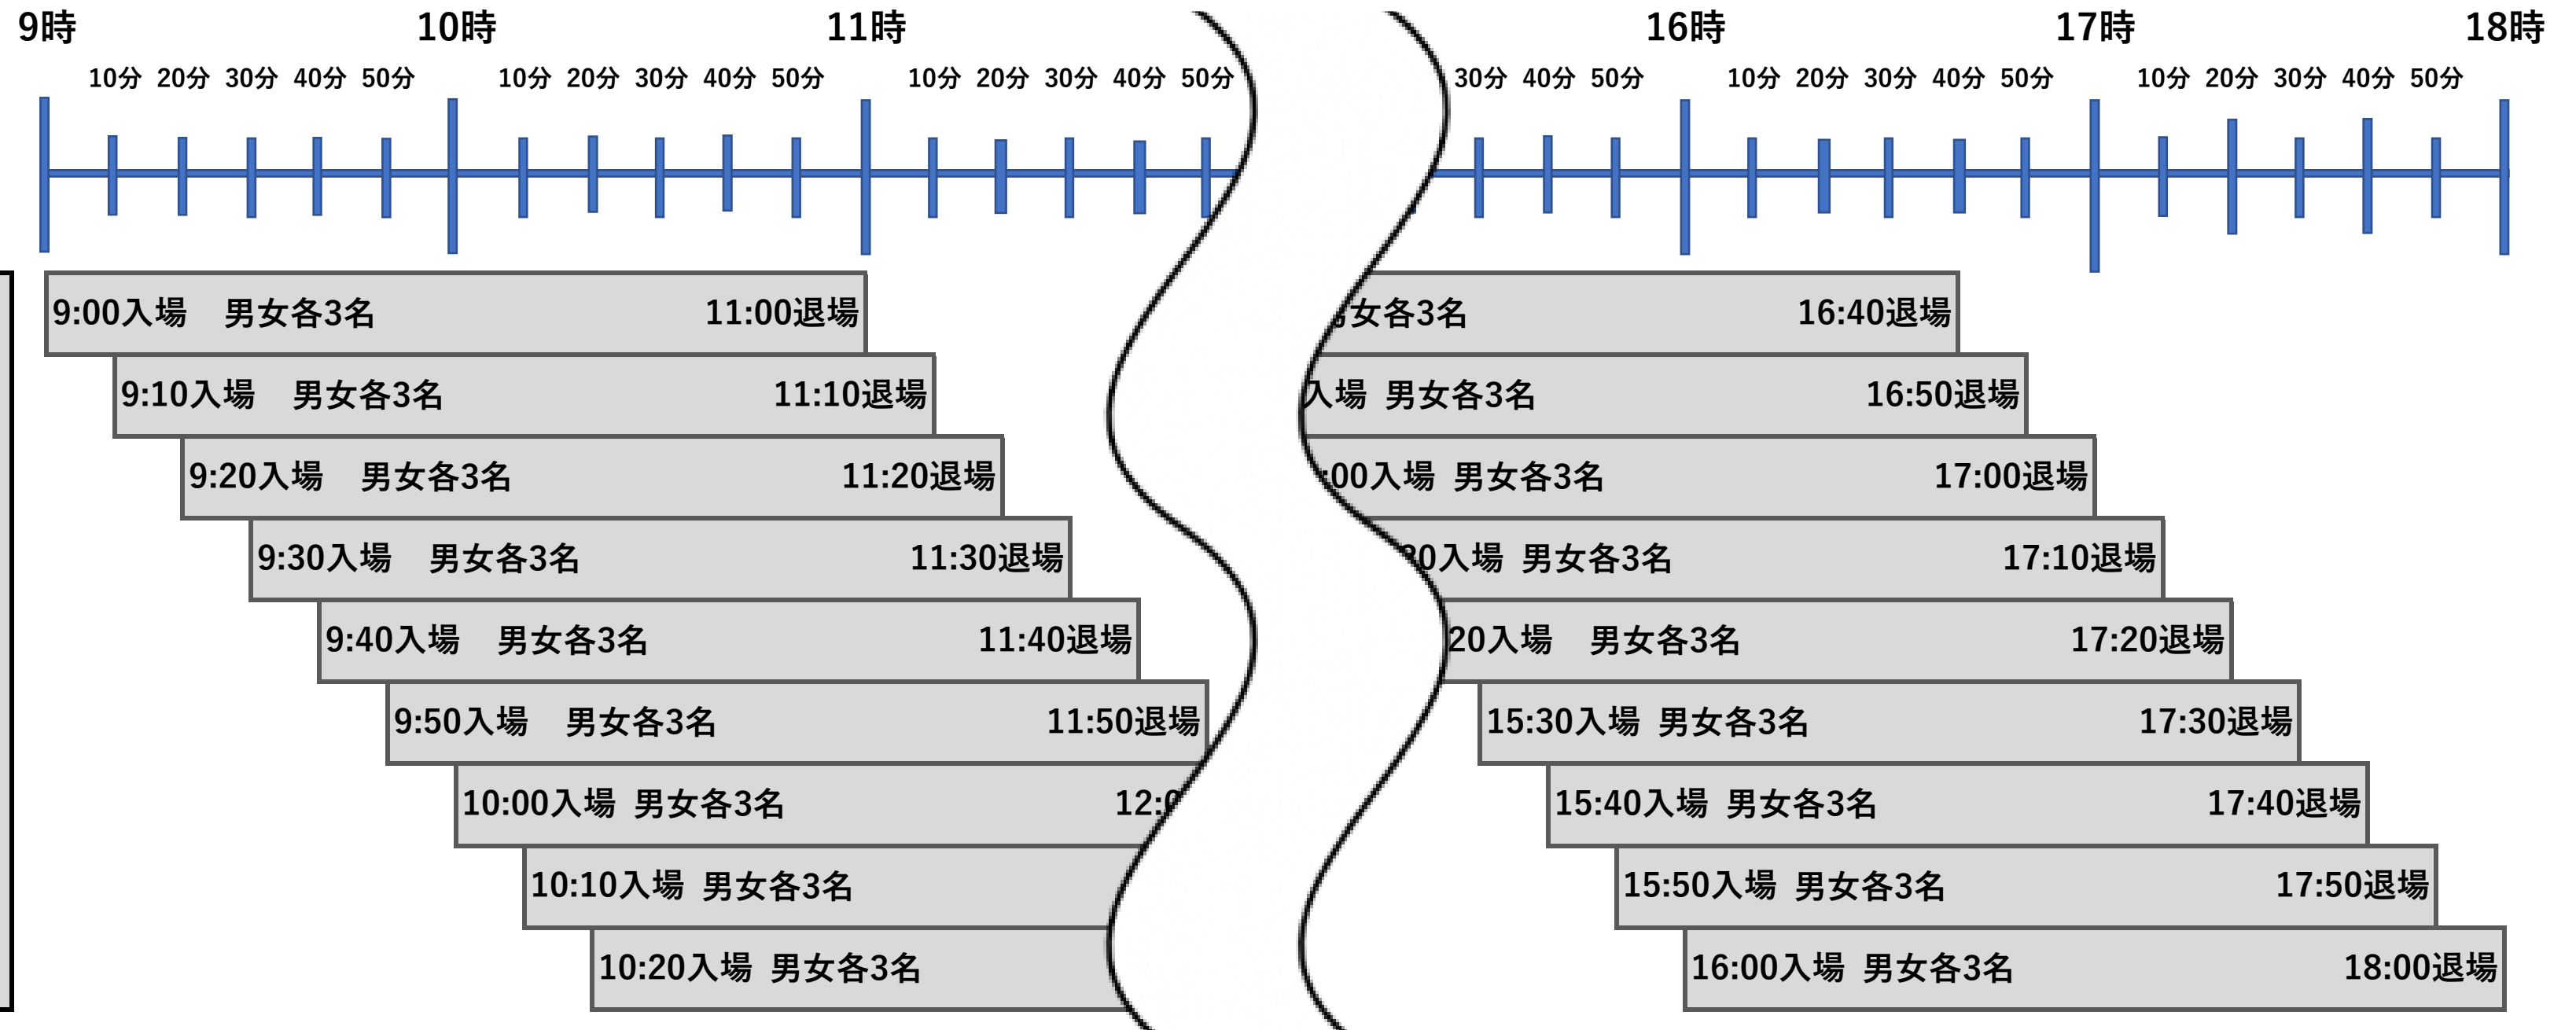 9時 10時 11時 16時 17時 18時
10分 20分 30分 40分 50分 10分 20分 30分 40分 50分 10分 20分 30分 40分 50分 30分 40分 50分 10分 20分 30分 40分 50分 10分 20分 30分 40分 50分
9:00入場 男女各3名 11:00退場 女各3名 16:40退場
9:10入場 男女各3名 11:10退場 入場 男女各3名 16:50退場
9:20入場 男女各3名 11:20退場 :00入場 男女各3名 17:00退場
9:30入場 男女各3名 11:30退場 0入場 男女各3名 17:10退場
9:40入場 男女各3名 11:40退場 20入場 男女各3名 17:20退場
9:50入場 男女各3名 11:50退場 15:30入場 男女各3名 17:30退場
10:00入場 男女各3名 12:0 15:40入場 男女各3名 17:40退場
10:10入場 男女各3名 15:50入場 男女各3名 17:50退場
10:20入場 男女各3名 16:00入場 男女各3名 18:00退場